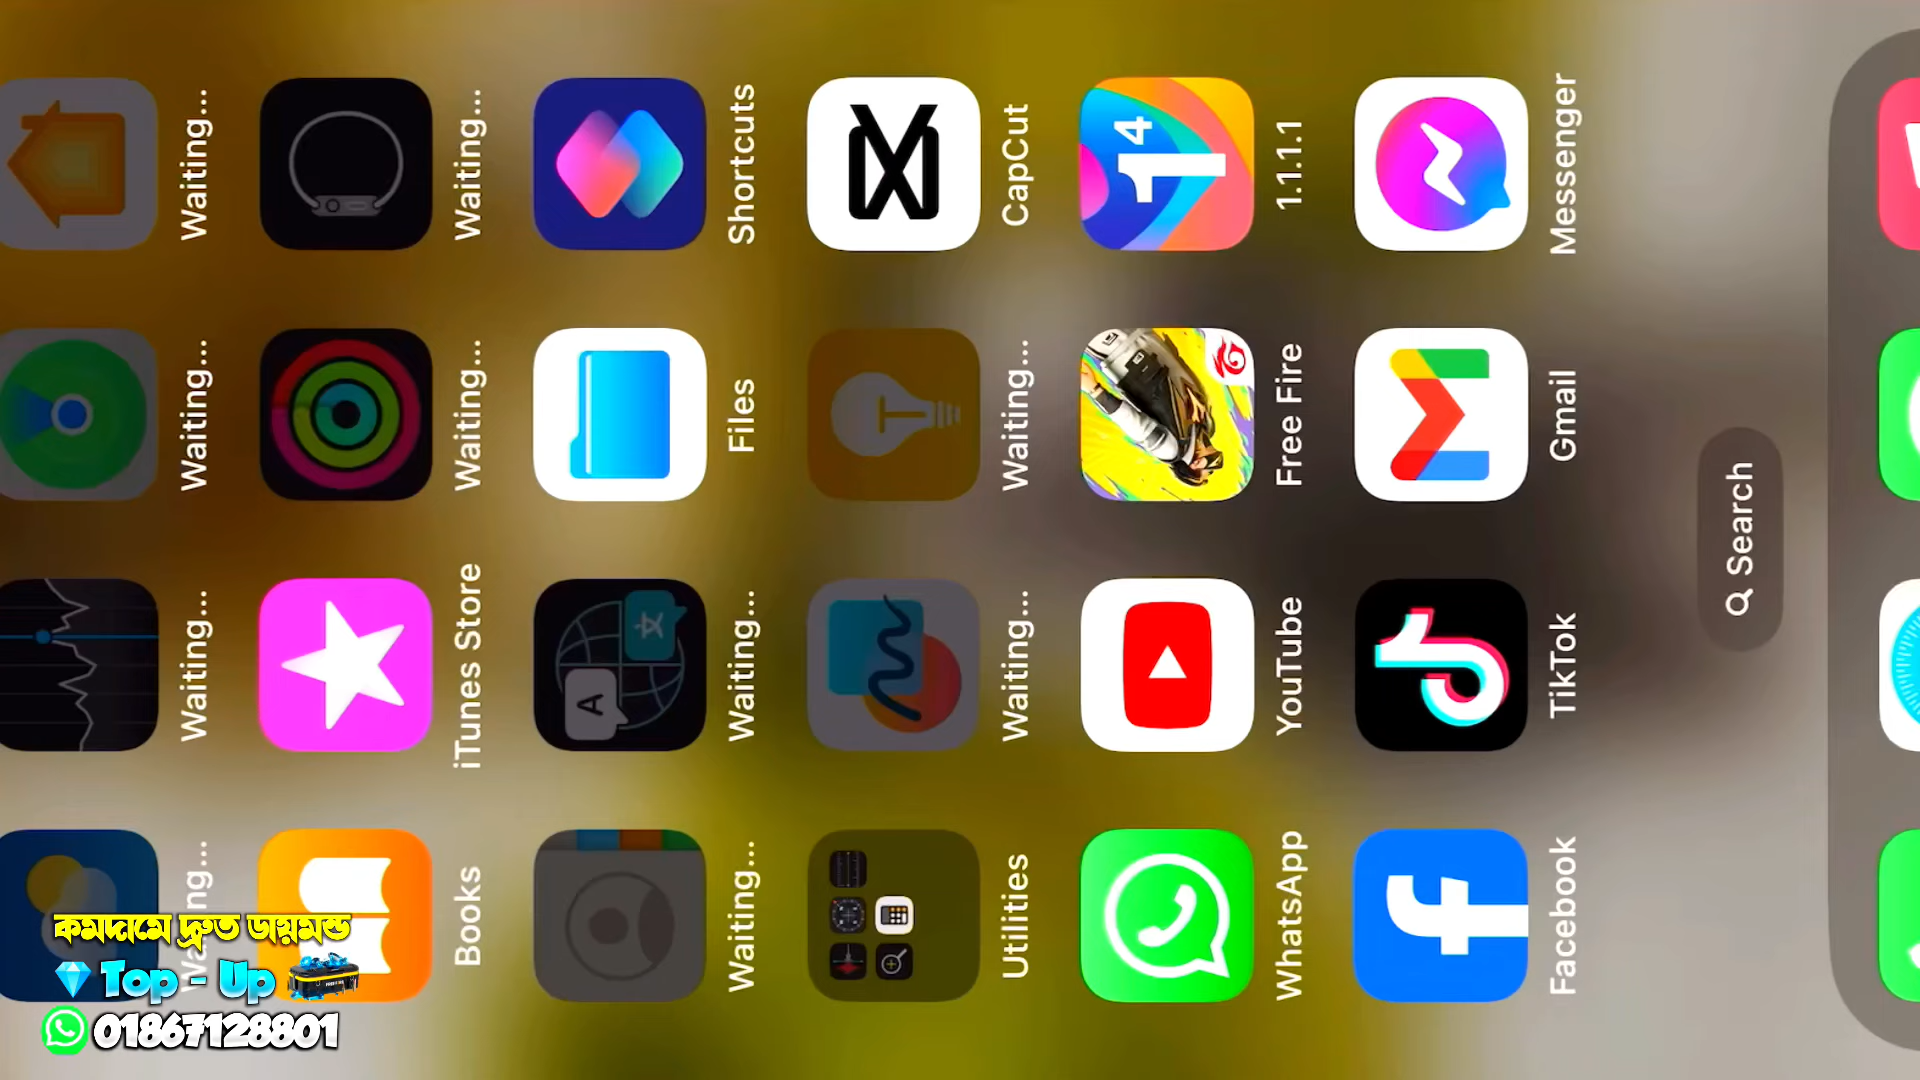 Waiting... Waiting... Waiting... Waiting...
Books iTunes Store Waiting... Waiting...
Waiting... Waiting... Files Shortcuts
Utilities Waiting... Waiting... CapCut
WhatsApp YouTube Free Fire 1.1.1.1
Facebook TikTok Gmail Messenger
Search
কমদামে দ্রুত ডায়মন্ড
Top - Up
01867128801